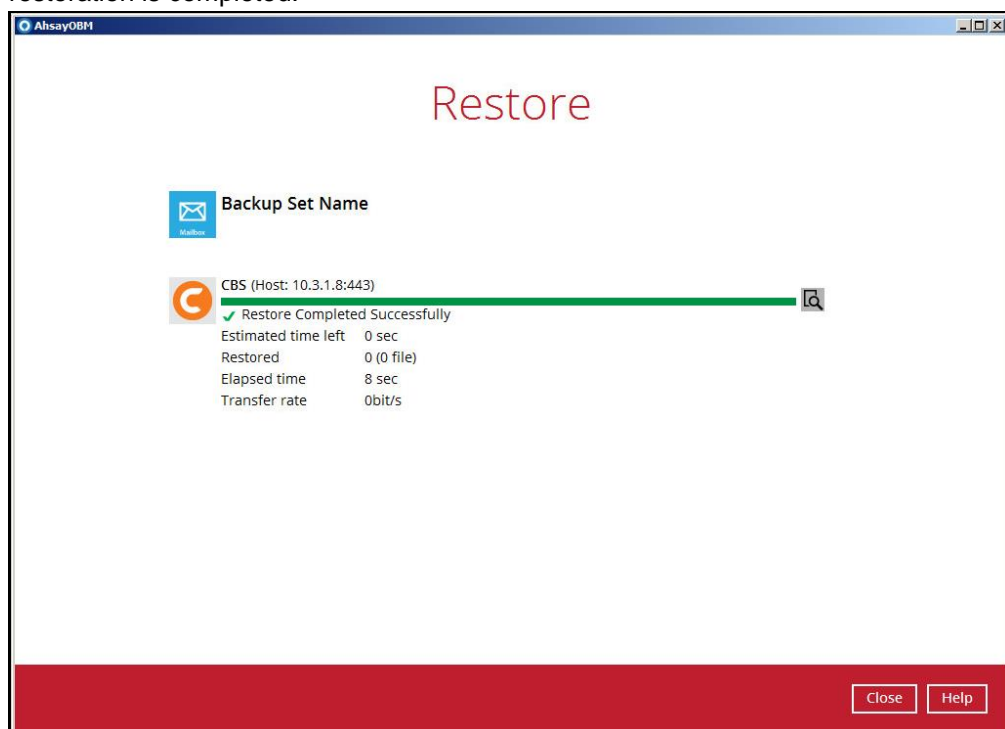 restoration is completed.
AhsayOBM
Restore
Backup Set Name
Mailbox
CBS (Host: 10.3.1.8:443)
Restore Completed Successfully
Estimated time left 0 sec
Restored 0 (0 file)
Elapsed time 8 sec
Transfer rate 0bit/s
Close Help